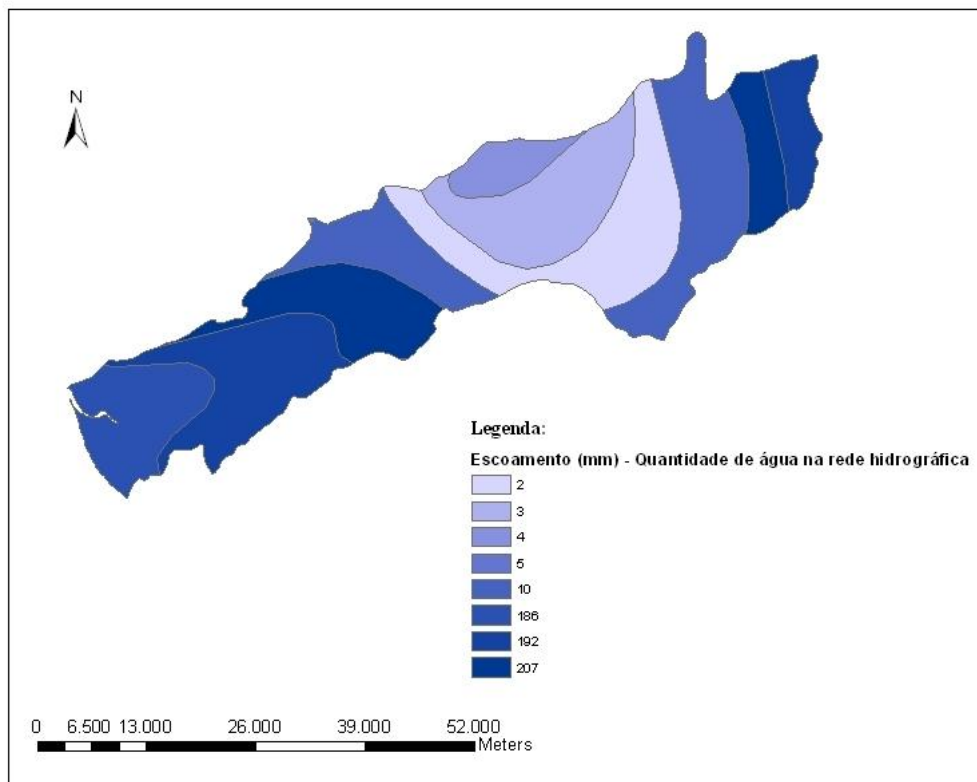 N
Legenda:
Escoamento (mm) - Quantidade de água na rede hidrográfica
2
3
4
5
10
186
192
207
0 6.500 13.000 26.000 39.000 52.000
Meters